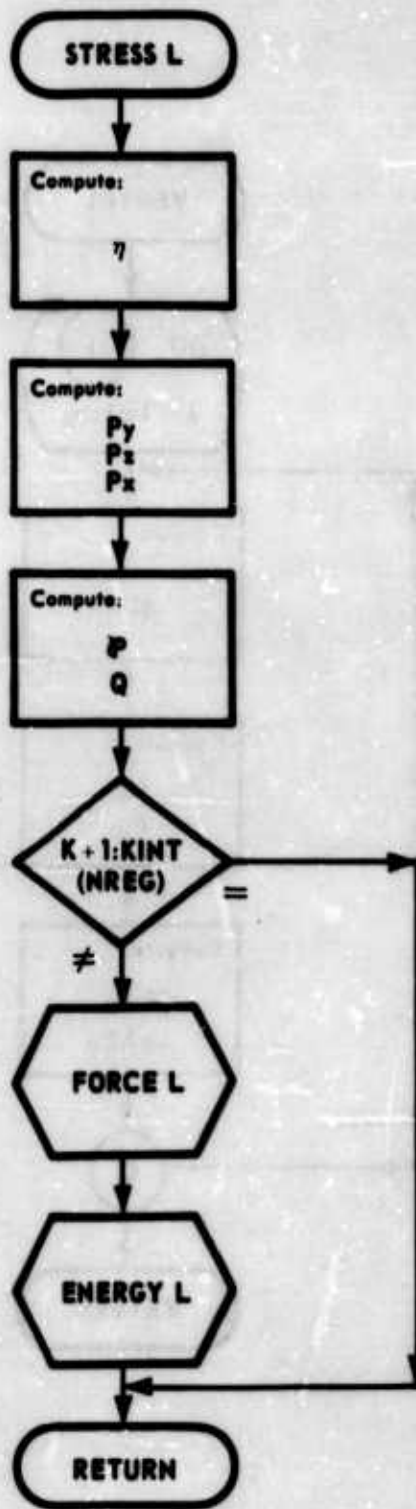 STRESS L
Compute:
η
Compute:
Py
Pz
Px
Compute:
P
Q
K + 1:KINT
(NREG)
=
≠
FORCE L
ENERGY L
RETURN